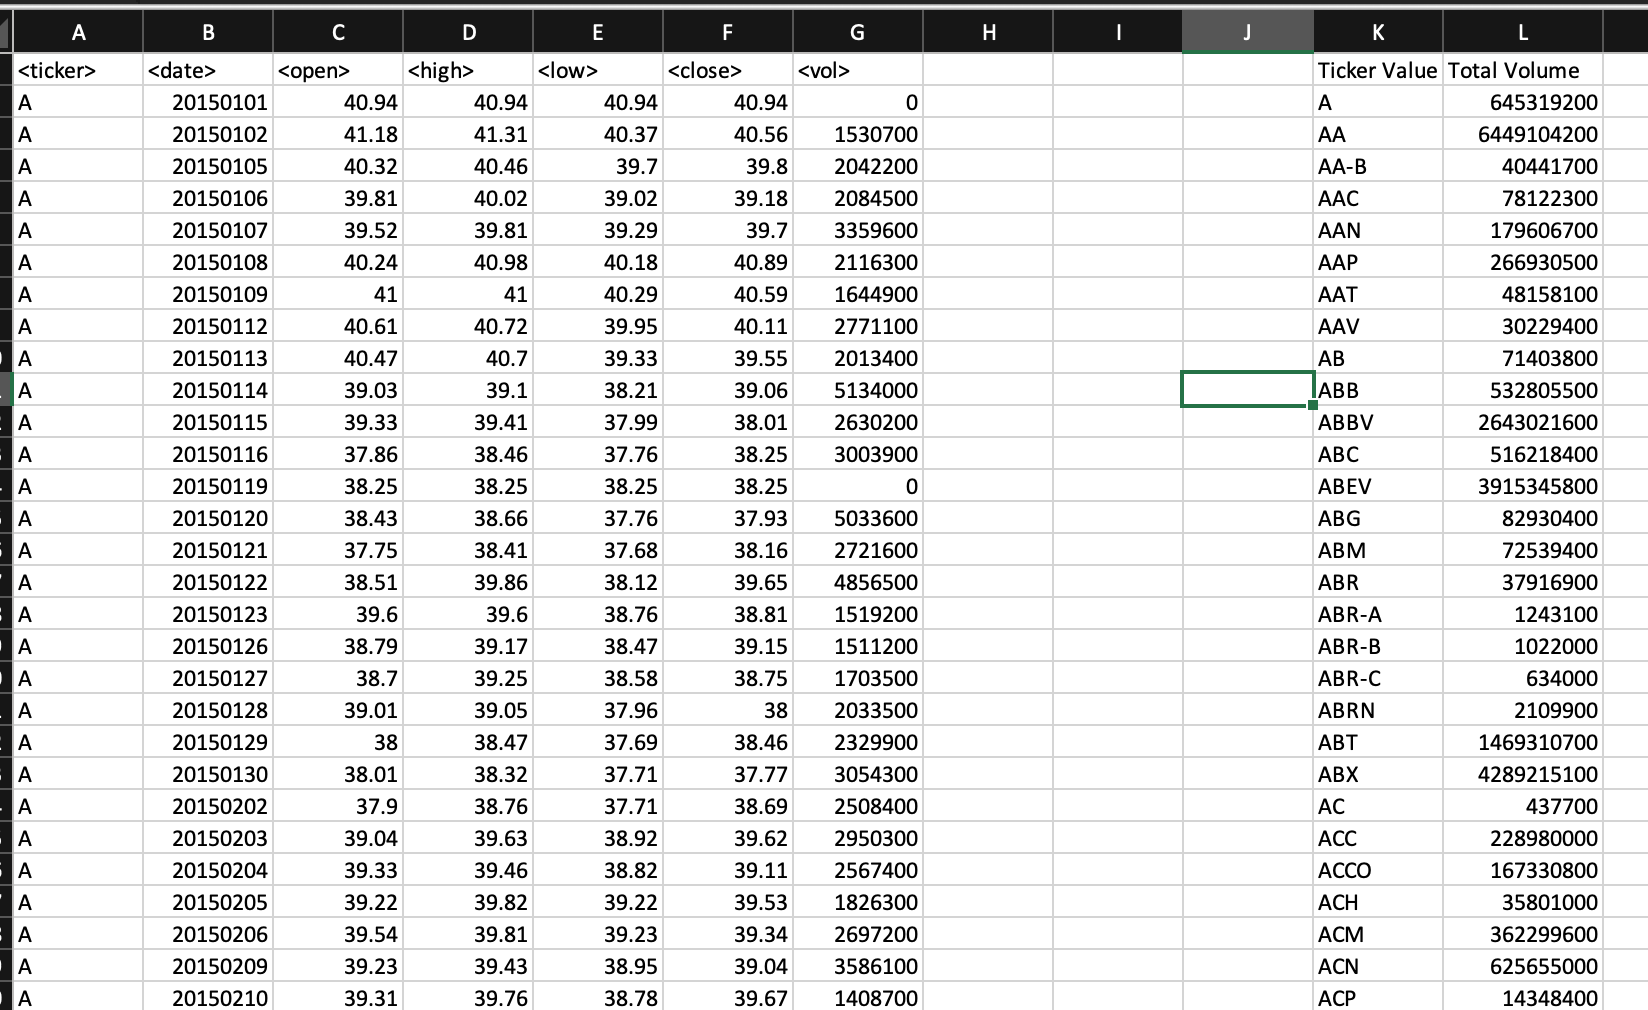 A B C D E F G H I J K L
<ticker> <date> <open> <high> <low> <close> <vol> Ticker Value Total Volume
A 20150101 40.94 40.94 40.94 40.94 0 A 645319200
A 20150102 41.18 41.31 40.37 40.56 1530700 AA 6449104200
A 20150105 40.32 40.46 39.7 39.8 2042200 AA-B 40441700
A 20150106 39.81 40.02 39.02 39.18 2084500 AAC 78122300
A 20150107 39.52 39.81 39.29 39.7 3359600 AAN 179606700
A 20150108 40.24 40.98 40.18 40.89 2116300 AAP 266930500
A 20150109 41 41 40.29 40.59 1644900 AAT 48158100
A 20150112 40.61 40.72 39.95 40.11 2771100 AAV 30229400
A 20150113 40.47 40.7 39.33 39.55 2013400 AB 71403800
A 20150114 39.03 39.1 38.21 39.06 5134000 ABB 532805500
A 20150115 39.33 39.41 37.99 38.01 2630200 ABBV 2643021600
A 20150116 37.86 38.46 37.76 38.25 3003900 ABC 516218400
A 20150119 38.25 38.25 38.25 38.25 0 ABEV 3915345800
A 20150120 38.43 38.66 37.76 37.93 5033600 ABG 82930400
A 20150121 37.75 38.41 37.68 38.16 2721600 ABM 72539400
A 20150122 38.51 39.86 38.12 39.65 4856500 ABR 37916900
A 20150123 39.6 39.6 38.76 38.81 1519200 ABR-A 1243100
A 20150126 38.79 39.17 38.47 39.15 1511200 ABR-B 1022000
A 20150127 38.7 39.25 38.58 38.75 1703500 ABR-C 634000
A 20150128 39.01 39.05 37.96 38 2033500 ABRN 2109900
A 20150129 38 38.47 37.69 38.46 2329900 ABT 1469310700
A 20150130 38.01 38.32 37.71 37.77 3054300 ABX 4289215100
A 20150202 37.9 38.76 37.71 38.69 2508400 AC 437700
A 20150203 39.04 39.63 38.92 39.62 2950300 ACC 228980000
A 20150204 39.33 39.46 38.82 39.11 2567400 ACCO 167330800
A 20150205 39.22 39.82 39.22 39.53 1826300 ACH 35801000
A 20150206 39.54 39.81 39.23 39.34 2697200 ACM 362299600
A 20150209 39.23 39.43 38.95 39.04 3586100 ACN 625655000
A 20150210 39.31 39.76 38.78 39.67 1408700 ACP 14348400